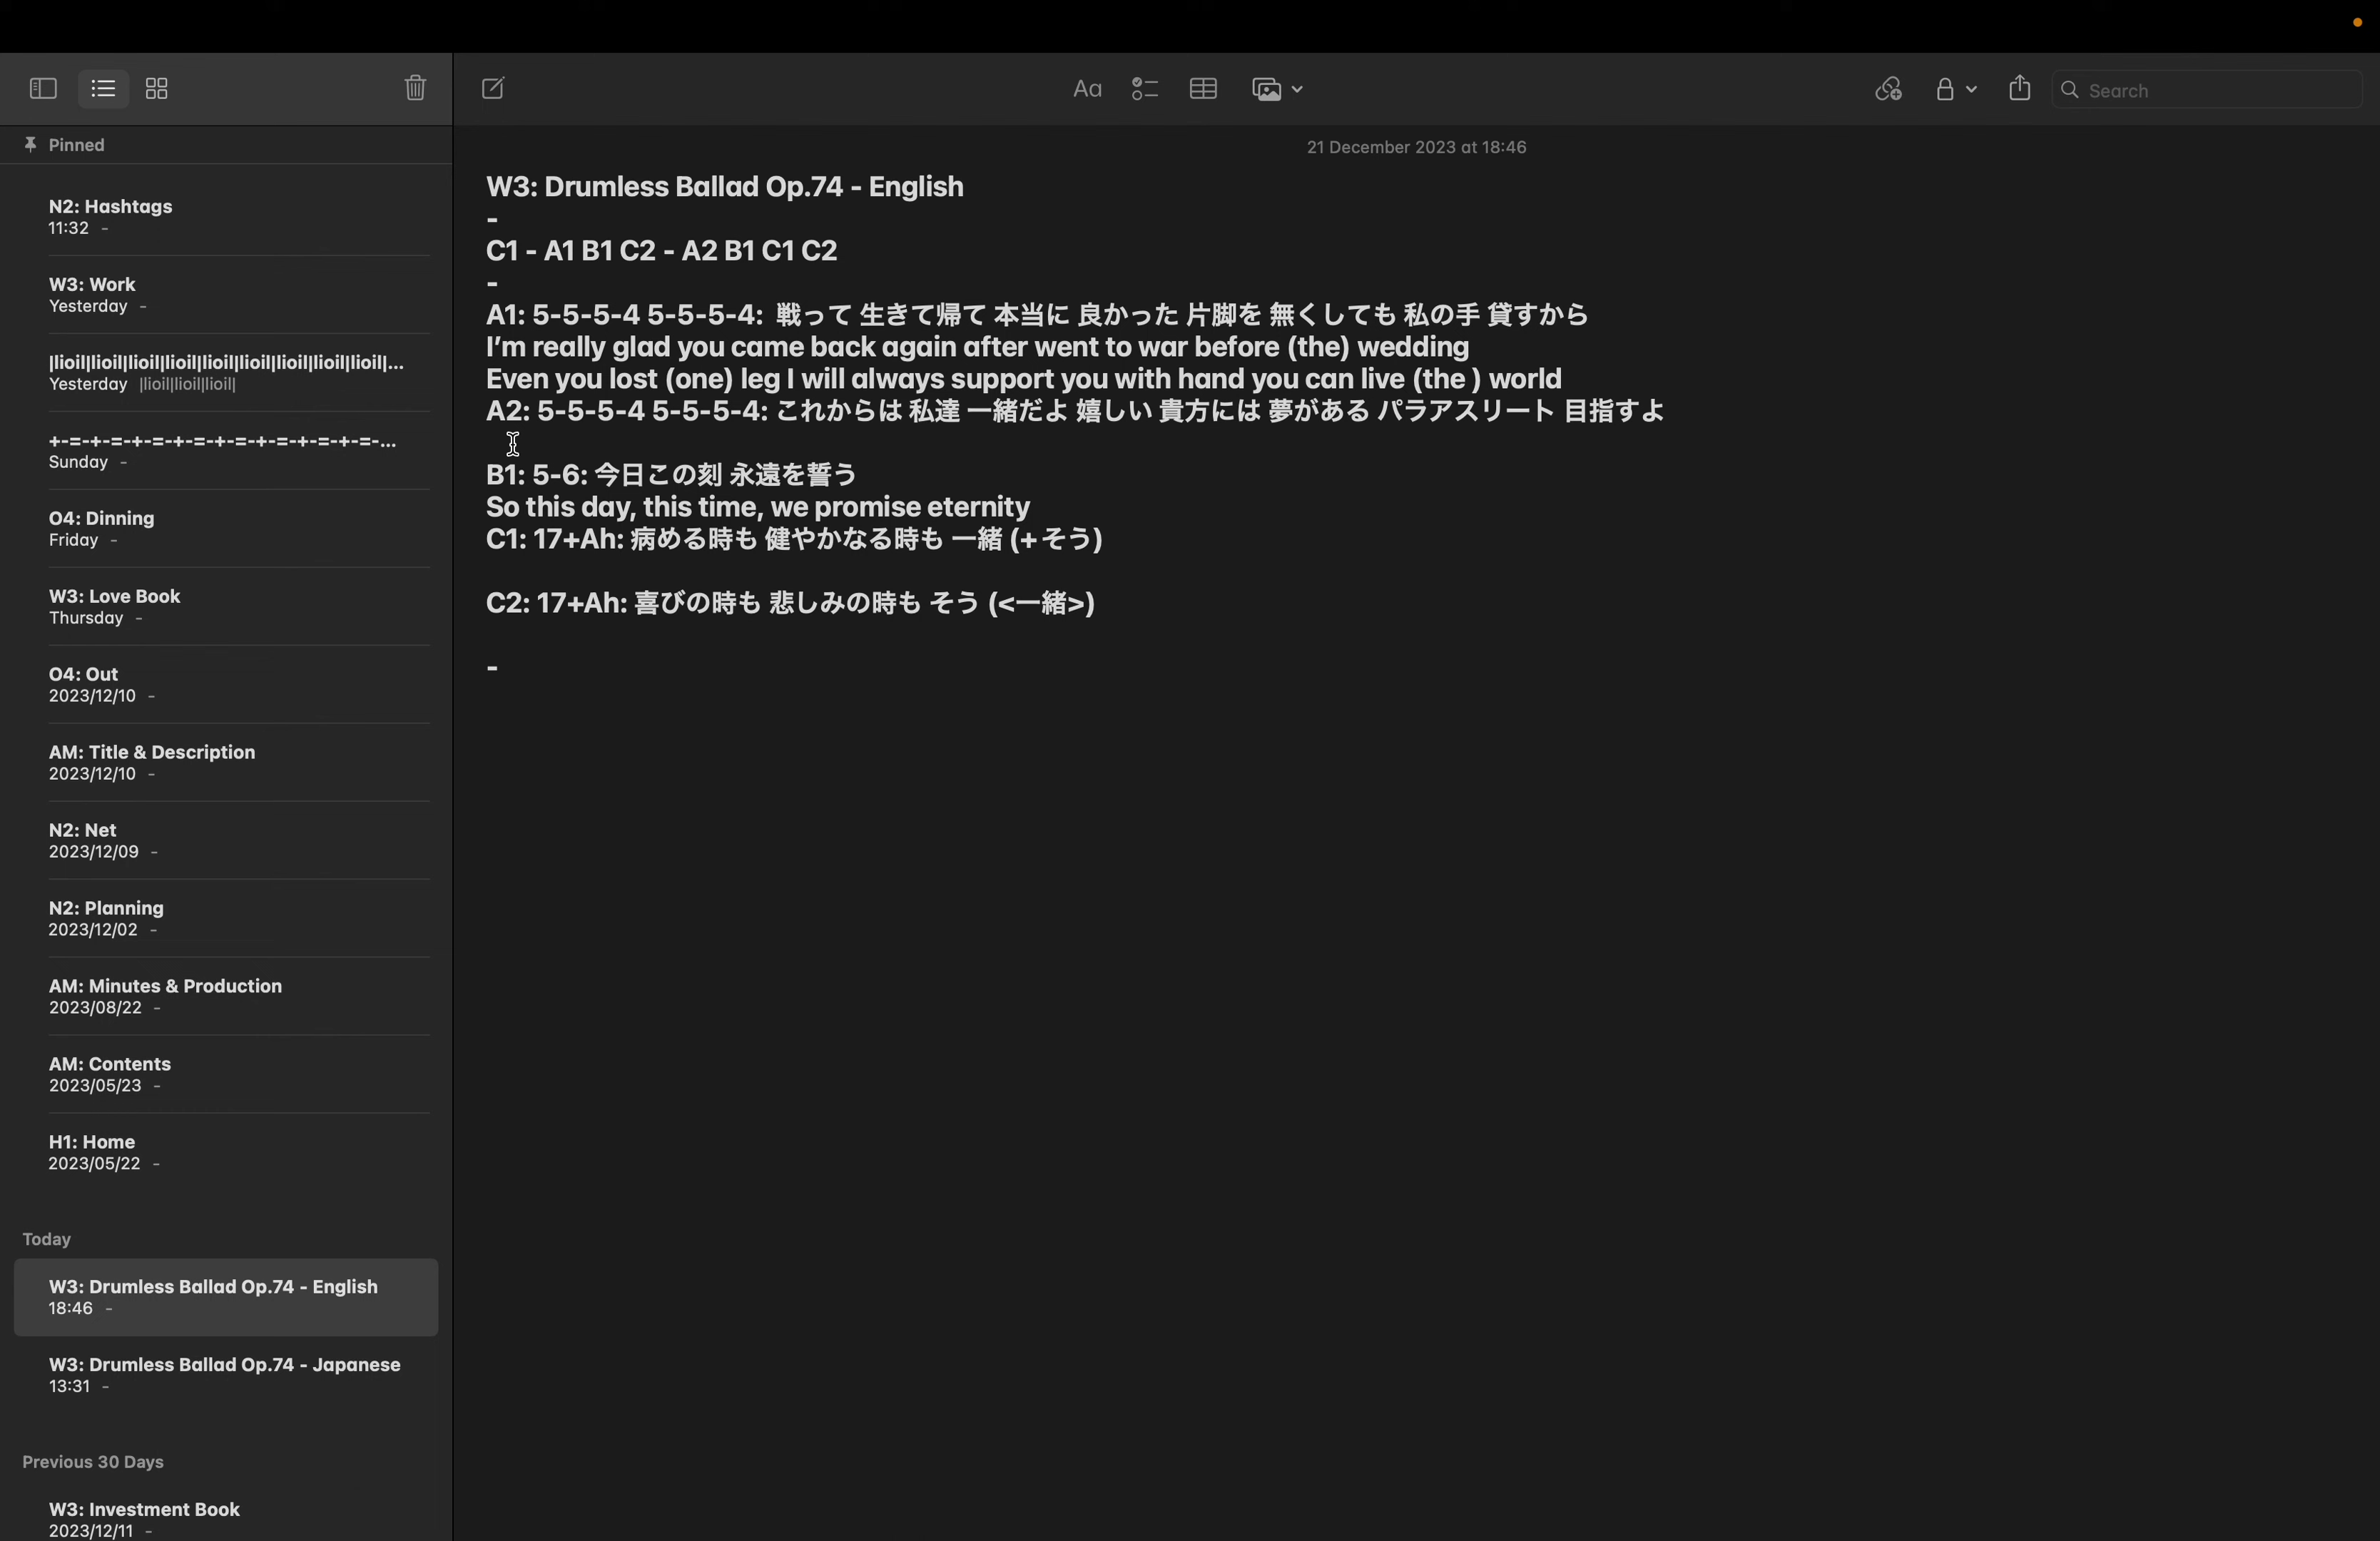 Pinned
N2: Hashtags
11:32 -
W3: Work
Yesterday -
|lioil|lioil|lioil|lioil|lioil|lioil|lioil|lioil|lioil|...
Yesterday |lioil|lioil|lioil|
+-=-+-=-+-=-+-=-+-=-+-=-+-=-...
Sunday -
O4: Dinning
Friday -
W3: Love Book
Thursday -
O4: Out
2023/12/10 -
AM: Title & Description
2023/12/10 -
N2: Net
2023/12/09 -
N2: Planning
2023/12/02 -
AM: Minutes & Production
2023/08/22 -
AM: Contents
2023/05/23 -
H1: Home
2023/05/22 -
Today
W3: Drumless Ballad Op.74 - English
18:46 -
W3: Drumless Ballad Op.74 - Japanese
13:31 -
Previous 30 Days
W3: Investment Book
2023/12/11 -
Aa
Search
21 December 2023 at 18:46
W3: Drumless Ballad Op.74 - English
-
C1 - A1 B1 C2 - A2 B1 C1 C2
-
A1: 5-5-5-4 5-5-5-4: 戦って 生きて帰て 本当に 良かった 片脚を 無くしても 私の手 貸すから
I'm really glad you came back again after went to war before (the) wedding
Even you lost (one) leg I will always support you with hand you can live (the ) world
A2: 5-5-5-4 5-5-5-4: これからは 私達 一緒だよ 嬉しい 貴方には 夢がある パラアスリート 目指すよ
B1: 5-6: 今日この刻 永遠を誓う
So this day, this time, we promise eternity
C1: 17+Ah: 病める時も 健やかなる時も 一緒 (+ そう)
C2: 17+Ah: 喜びの時も 悲しみの時も そう (<一緒>)
-